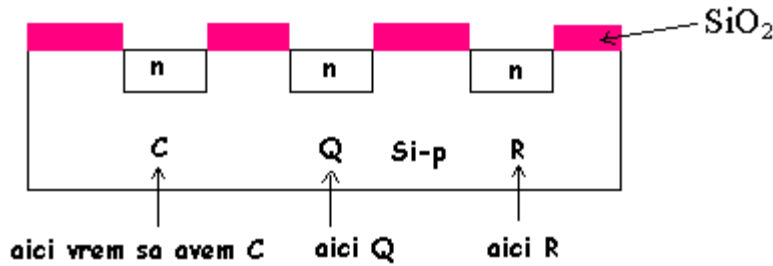 SiO₂
n n n
C Q Si-p R
aici vrem sa avem C aici Q aici R